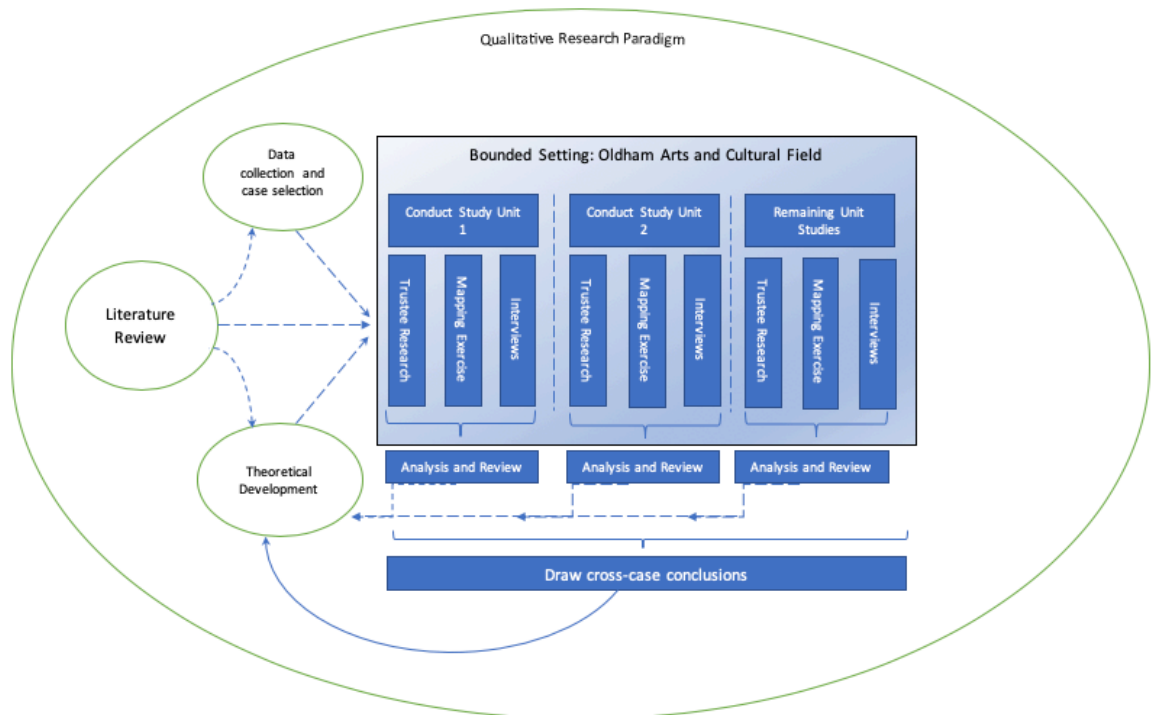 Qualitative Research Paradigm
Data
collection and
case selection
Literature
Review
Theoretical
Development
Bounded Setting: Oldham Arts and Cultural Field
Conduct Study Unit
1
Trustee Research
Mapping Exercise
Interviews
Conduct Study Unit
2
Trustee Research
Mapping Exercise
Interviews
Remaining Unit
Studies
Trustee Research
Mapping Exercise
Interviews
Analysis and Review
Analysis and Review
Analysis and Review
Draw cross-case conclusions